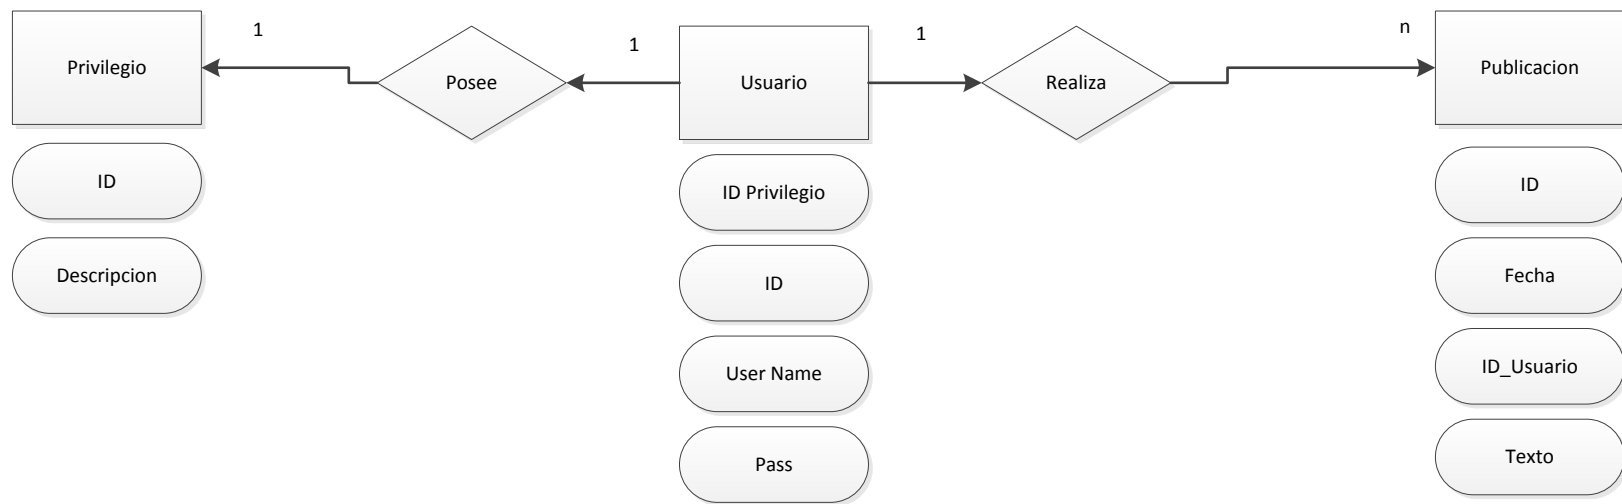 1
1
1
n
Privilegio
Posee
Usuario
Realiza
Publicacion
ID
Descripcion
ID Privilegio
ID
User Name
Pass
ID
Fecha
ID_Usuario
Texto